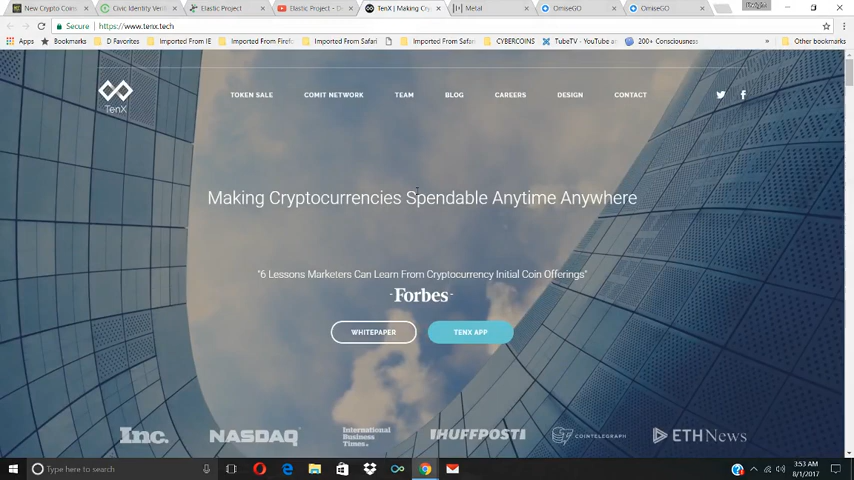 New Crypto Coins
Civic Identity Verific
Elastic Project
Elastic Project - De
TenX | Making Cry
Metal
OmiseGO
OmiseGO
Secure
https://www.tenx.tech
Apps
Bookmarks
D Favorites
Imported From IE
Imported From Firef
Imported From Safar
Imported From Safar
CYBERCOINS
TubeTV - YouTube a
200+ Consciousness
»
Other bookmarks
TenX
TOKEN SALE
COMIT NETWORK
TEAM
BLOG
CAREERS
DESIGN
CONTACT
Making Cryptocurrencies Spendable Anytime Anywhere
"6 Lessons Marketers Can Learn From Cryptocurrency Initial Coin Offerings"
-Forbes-
WHITEPAPER
TENX APP
Inc.
NASDAQ
International
Business
Times
HUFFPOST
COINTELEGRAPH
ETHNews
Type here to search
3:53 AM
8/1/2017